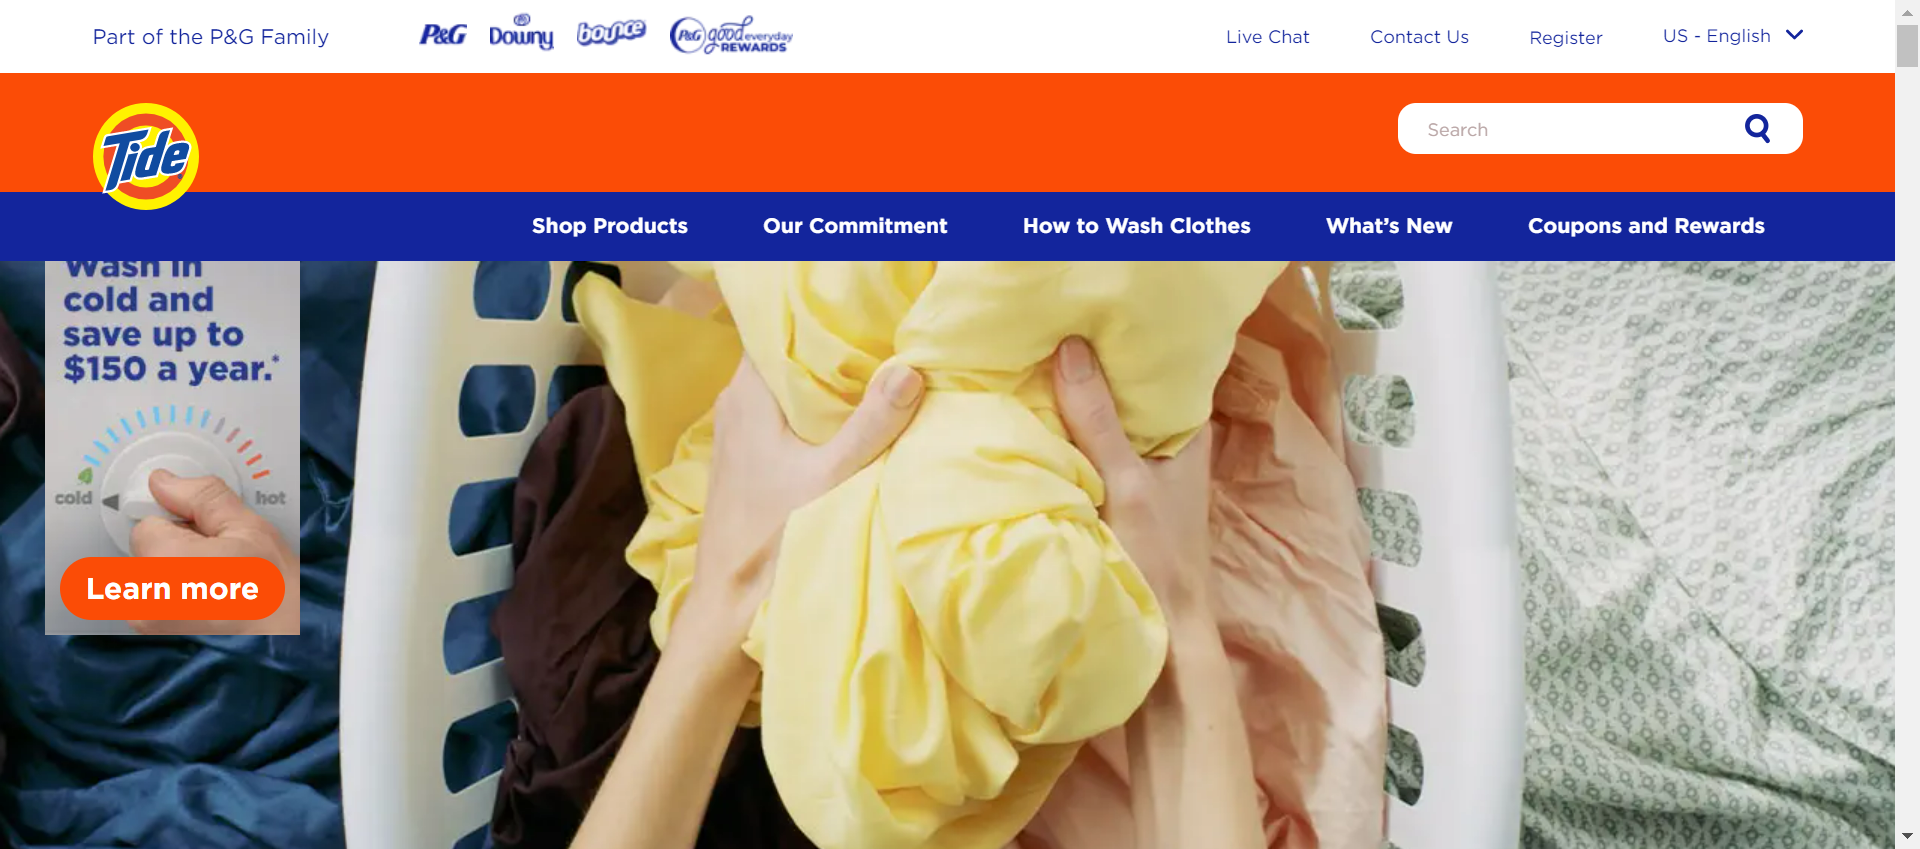 Part of the P&G Family
P&G
Downy
bounce
P&G good everyday
REWARDS
Live Chat
Contact Us
Register
US - English
Tide
Search
Shop Products
Our Commitment
How to Wash Clothes
What's New
Coupons and Rewards
Wash in
cold and
save up to
$150 a year.*
cold
hot
Learn more